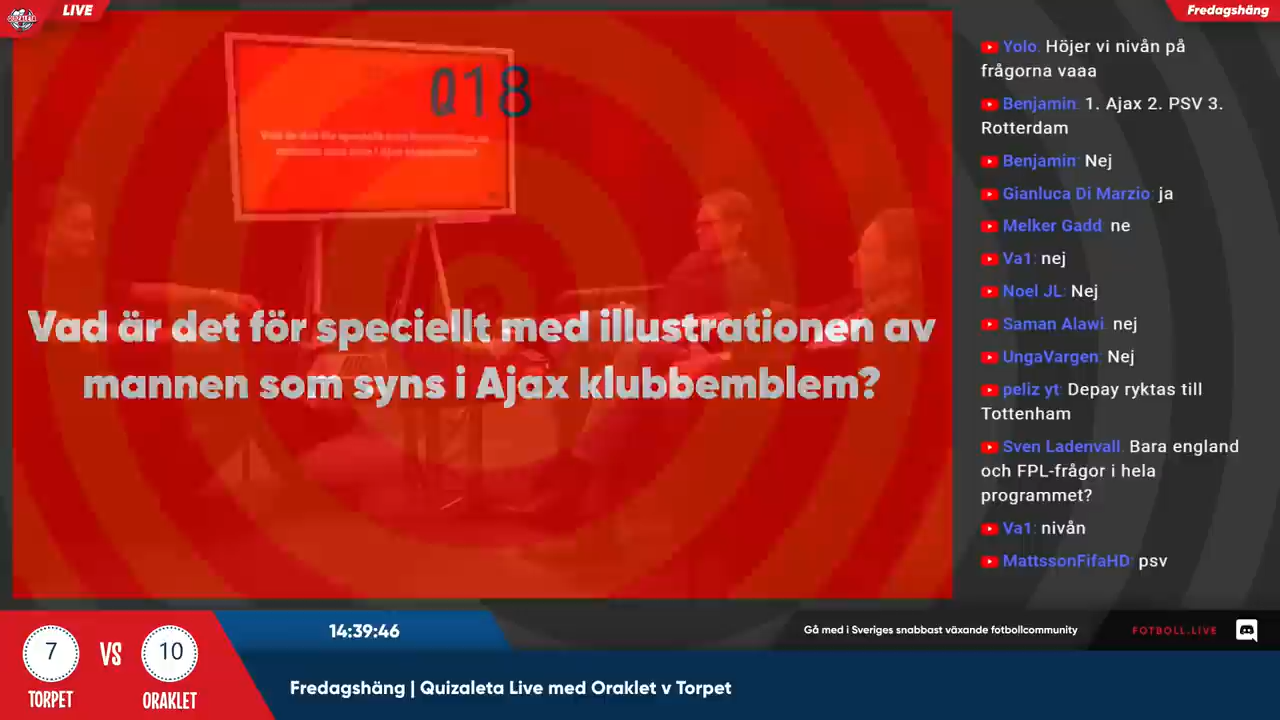 QUIZALETA
LIVE
Fredagshäng
Q18
Vad är det för speciellt med illustrationen av
mannen som syns i Ajax klubbemblem?
Yolo: Höjer vi nivån på
frågorna vaaa
Benjamin: 1. Ajax 2. PSV 3.
Rotterdam
Benjamin: Nej
Gianluca Di Marzio: ja
Melker Gadd: ne
Va1: nej
Noel JL: Nej
Saman Alawi: nej
UngaVargen: Nej
peliz yt: Depay ryktas till
Tottenham
Sven Ladenvall: Bara england
och FPL-frågor i hela
programmet?
Va1: nivån
MattssonFifaHD: psv
7 VS 10
TORPET ORAKLET
14:39:46
Gå med i Sveriges snabbast växande fotbollcommunity
FOTBOLL.LIVE
Fredagshäng | Quizaleta Live med Oraklet v Torpet